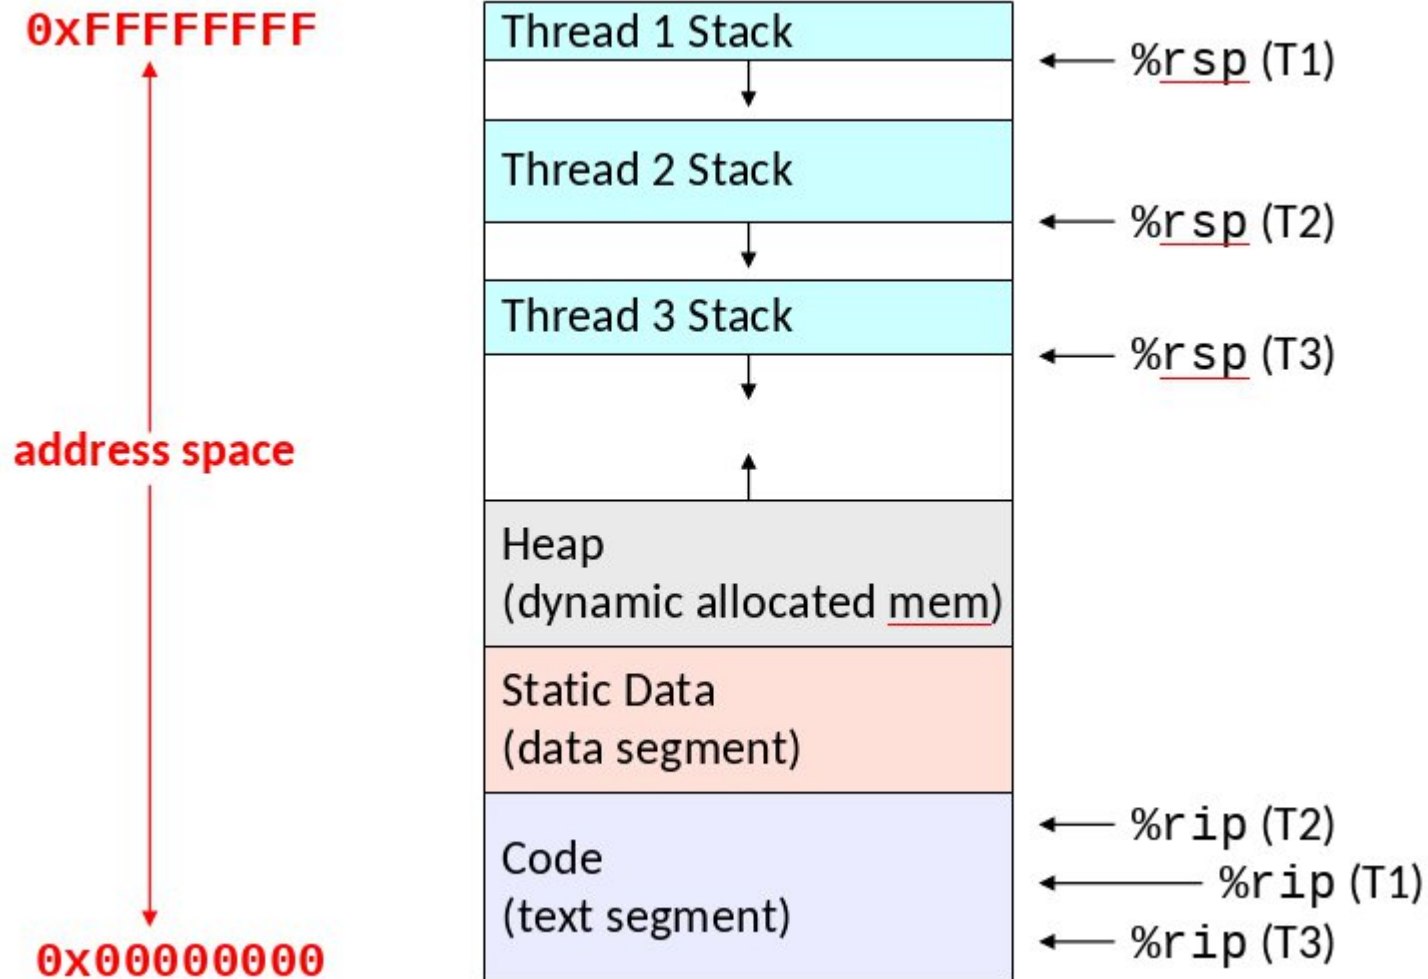 0xFFFFFFFF
Thread 1 Stack
%rsp (T1)
Thread 2 Stack
%rsp (T2)
Thread 3 Stack
%rsp (T3)
address space
Heap
(dynamic allocated mem)
Static Data
(data segment)
Code
(text segment)
%rip (T2)
%rip (T1)
%rip (T3)
0x00000000